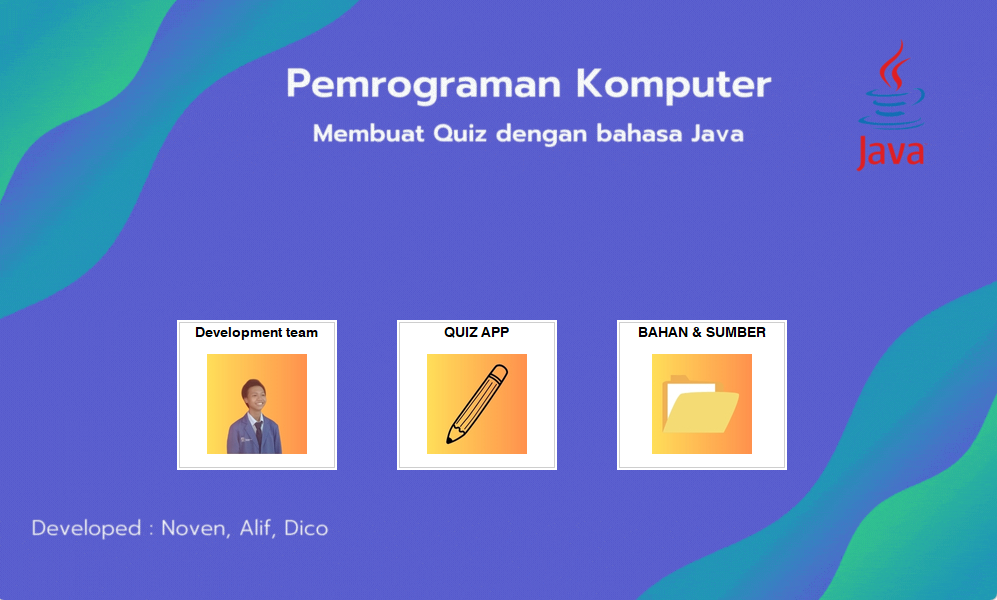 Pemrograman Komputer
Membuat Quiz dengan bahasa Java
Java
Development team
QUIZ APP
BAHAN & SUMBER
Developed : Noven, Alif, Dico